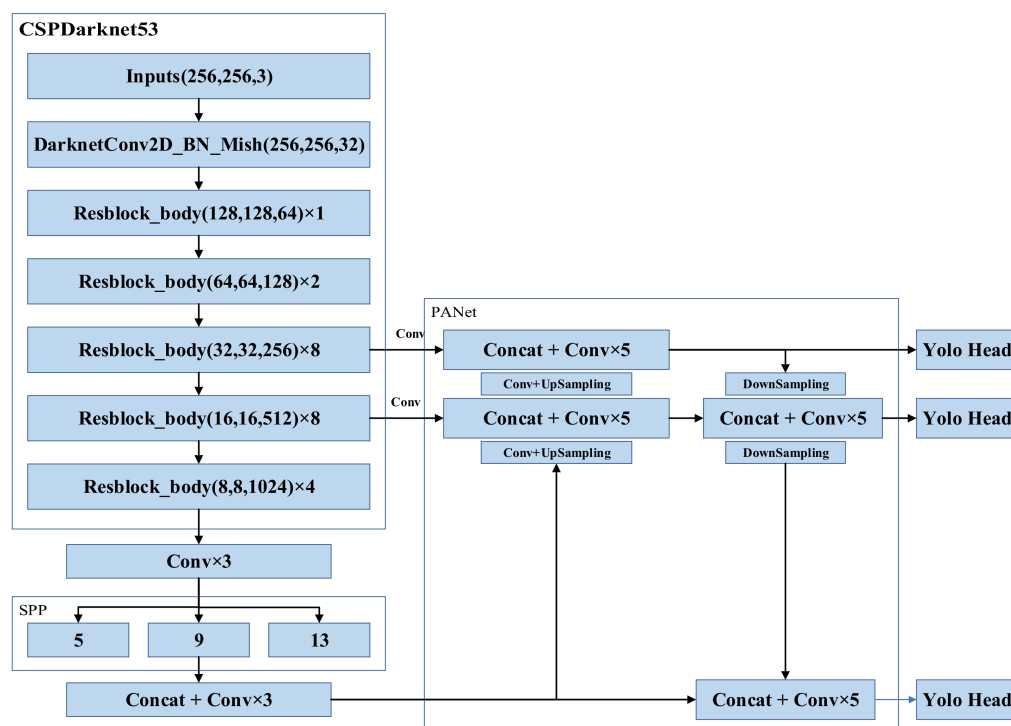 CSPDarknet53
Inputs(256,256,3)
DarknetConv2D_BN_Mish(256,256,32)
Resblock_body(128,128,64)×1
Resblock_body(64,64,128)×2
Resblock_body(32,32,256)×8
Resblock_body(16,16,512)×8
Resblock_body(8,8,1024)×4
Conv×3
SPP
5
9
13
Concat + Conv×3
Conv
Conv
PANet
Concat + Conv×5
Conv+UpSampling
Concat + Conv×5
Conv+UpSampling
DownSampling
Concat + Conv×5
DownSampling
Concat + Conv×5
Yolo Head
Yolo Head
Yolo Head